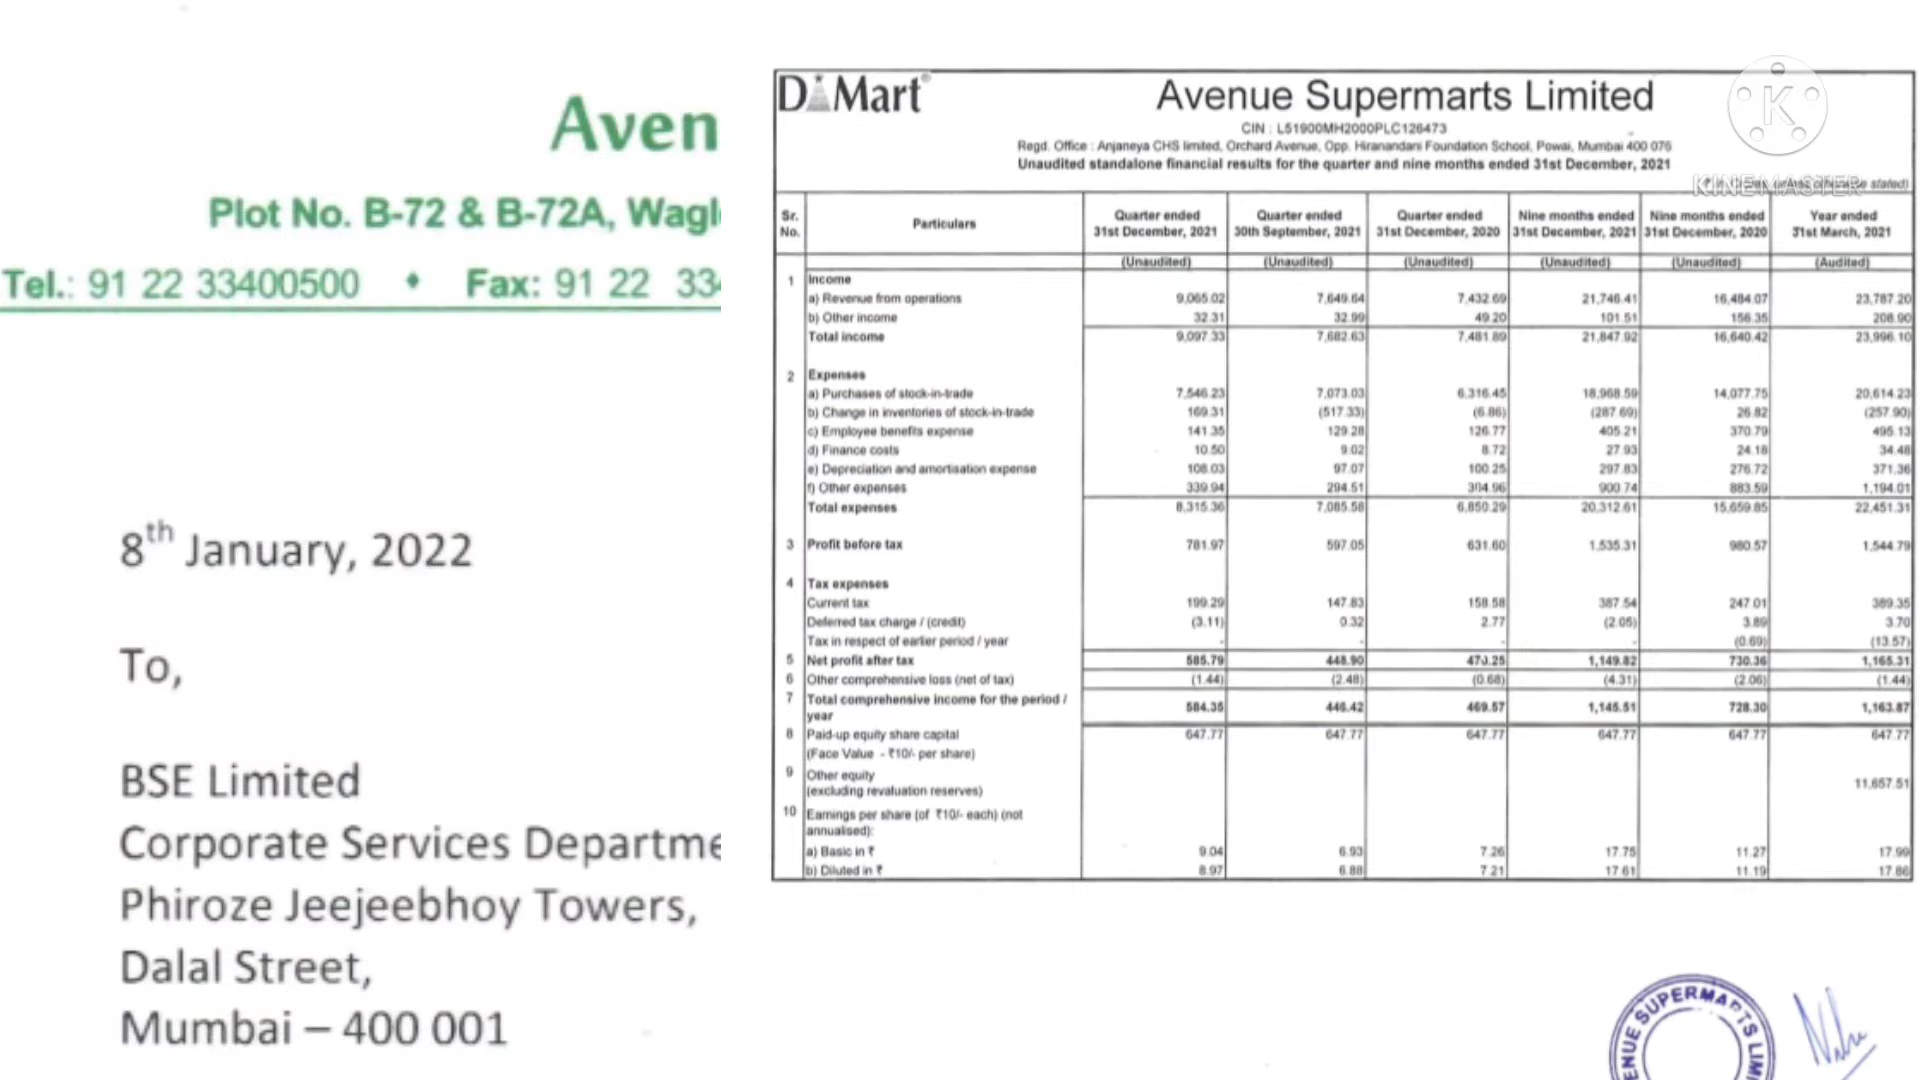 Aven
Plot No. B-72 & B-72A, Wagl
Tel.: 91 22 33400500 • Fax: 91 22 33
8th January, 2022
To,
BSE Limited
Corporate Services Departme
Phiroze Jeejeebhoy Towers,
Dalal Street,
Mumbai – 400 001
D Mart
Avenue Supermarts Limited
CIN : L51900MH2000PLC126473
Regd. Office : Anjaneya CHS limited, Orchard Avenue, Opp. Hiranandani Foundation School, Powai, Mumbai 400 076
Unaudited standalone financial results for the quarter and nine months ended 31st December, 2021
K
KINEMASTER
stated)
Sr. No. Particulars Quarter ended 31st December, 2021 Quarter ended 30th September, 2021 Quarter ended 31st December, 2020 Nine months ended 31st December, 2021 Nine months ended 31st December, 2020 Year ended 31st March, 2021
(Unaudited) (Unaudited) (Unaudited) (Unaudited) (Unaudited) (Audited)
1 Income
a) Revenue from operations 9,065.02 7,649.64 7,432.69 21,746.41 16,484.07 23,787.20
b) Other income 32.31 32.99 49.20 101.51 156.35 208.90
Total income 9,097.33 7,682.63 7,481.89 21,847.92 16,640.42 23,996.10
2 Expenses
a) Purchases of stock-in-trade 7,546.23 7,073.03 6,316.45 18,968.59 14,077.75 20,614.23
b) Change in inventories of stock-in-trade 169.31 (517.33) (6.86) (287.69) 26.82 (257.90)
c) Employee benefits expense 141.35 129.28 126.77 405.21 370.79 495.13
d) Finance costs 10.50 9.02 8.72 27.93 24.18 34.48
e) Depreciation and amortisation expense 108.03 97.07 100.25 297.83 276.72 371.36
f) Other expenses 339.94 294.51 304.96 900.74 883.59 1,194.01
Total expenses 8,315.36 7,085.58 6,850.29 20,312.61 15,659.85 22,451.31
3 Profit before tax 781.97 597.05 631.60 1,535.31 980.57 1,544.79
4 Tax expenses
Current tax 199.29 147.83 158.58 387.54 247.01 389.35
Deferred tax charge / (credit) (3.11) 0.32 2.77 (2.05) 3.89 3.70
Tax in respect of earlier period / year - - - - (0.69) (13.57)
5 Net profit after tax 585.79 448.90 470.25 1,149.82 730.36 1,165.31
6 Other comprehensive loss (net of tax) (1.44) (2.48) (0.68) (4.31) (2.06) (1.44)
7 Total comprehensive income for the period /
year 584.35 446.42 469.57 1,145.51 728.30 1,163.87
8 Paid-up equity share capital 647.77 647.77 647.77 647.77 647.77 647.77
(Face Value - ₹10/- per share)
9 Other equity
(excluding revaluation reserves) 11,657.51
10 Earnings per share (of ₹10/- each) (not
annualised):
a) Basic in ₹ 9.04 6.93 7.26 17.75 11.27 17.99
b) Diluted in ₹ 8.97 6.88 7.21 17.61 11.19 17.86
ENUE SUPERMARTS LIM